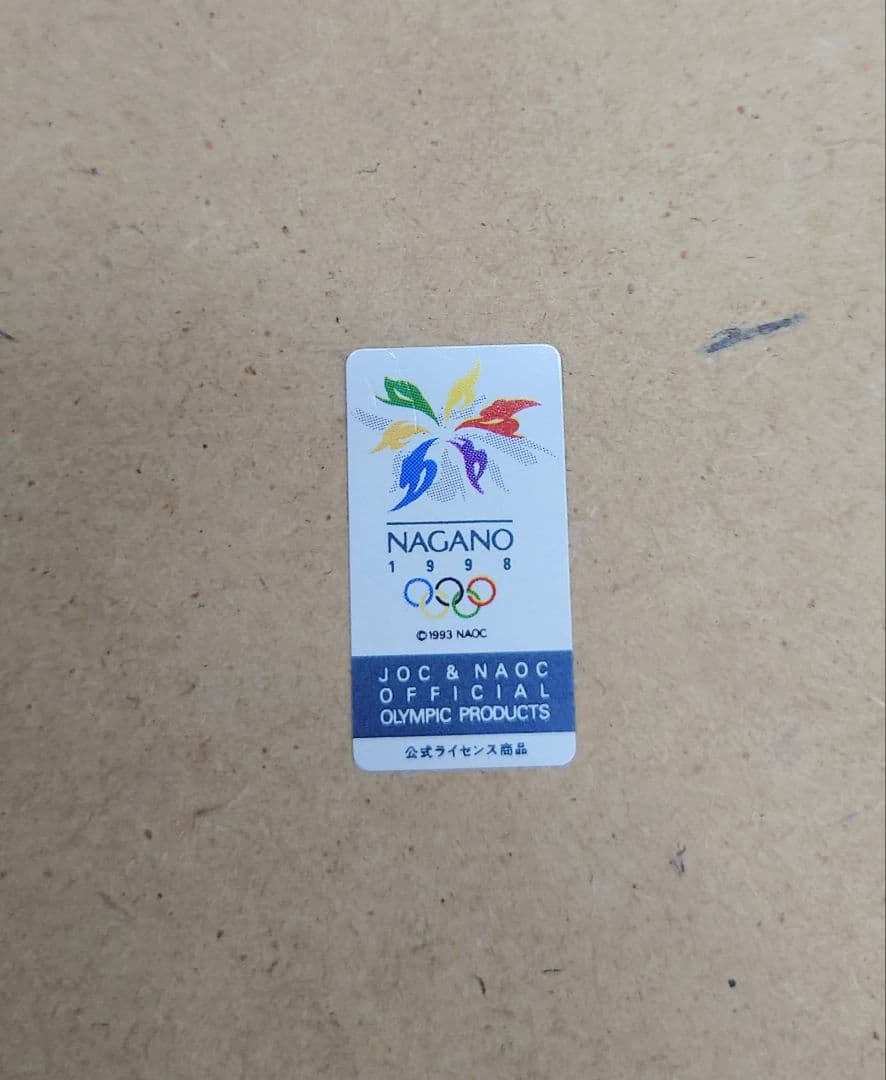 NAGANO
1 9 9 8
©1993 NAOC
JOC & NAOC
OFFICIAL
OLYMPIC PRODUCTS
公式ライセンス商品